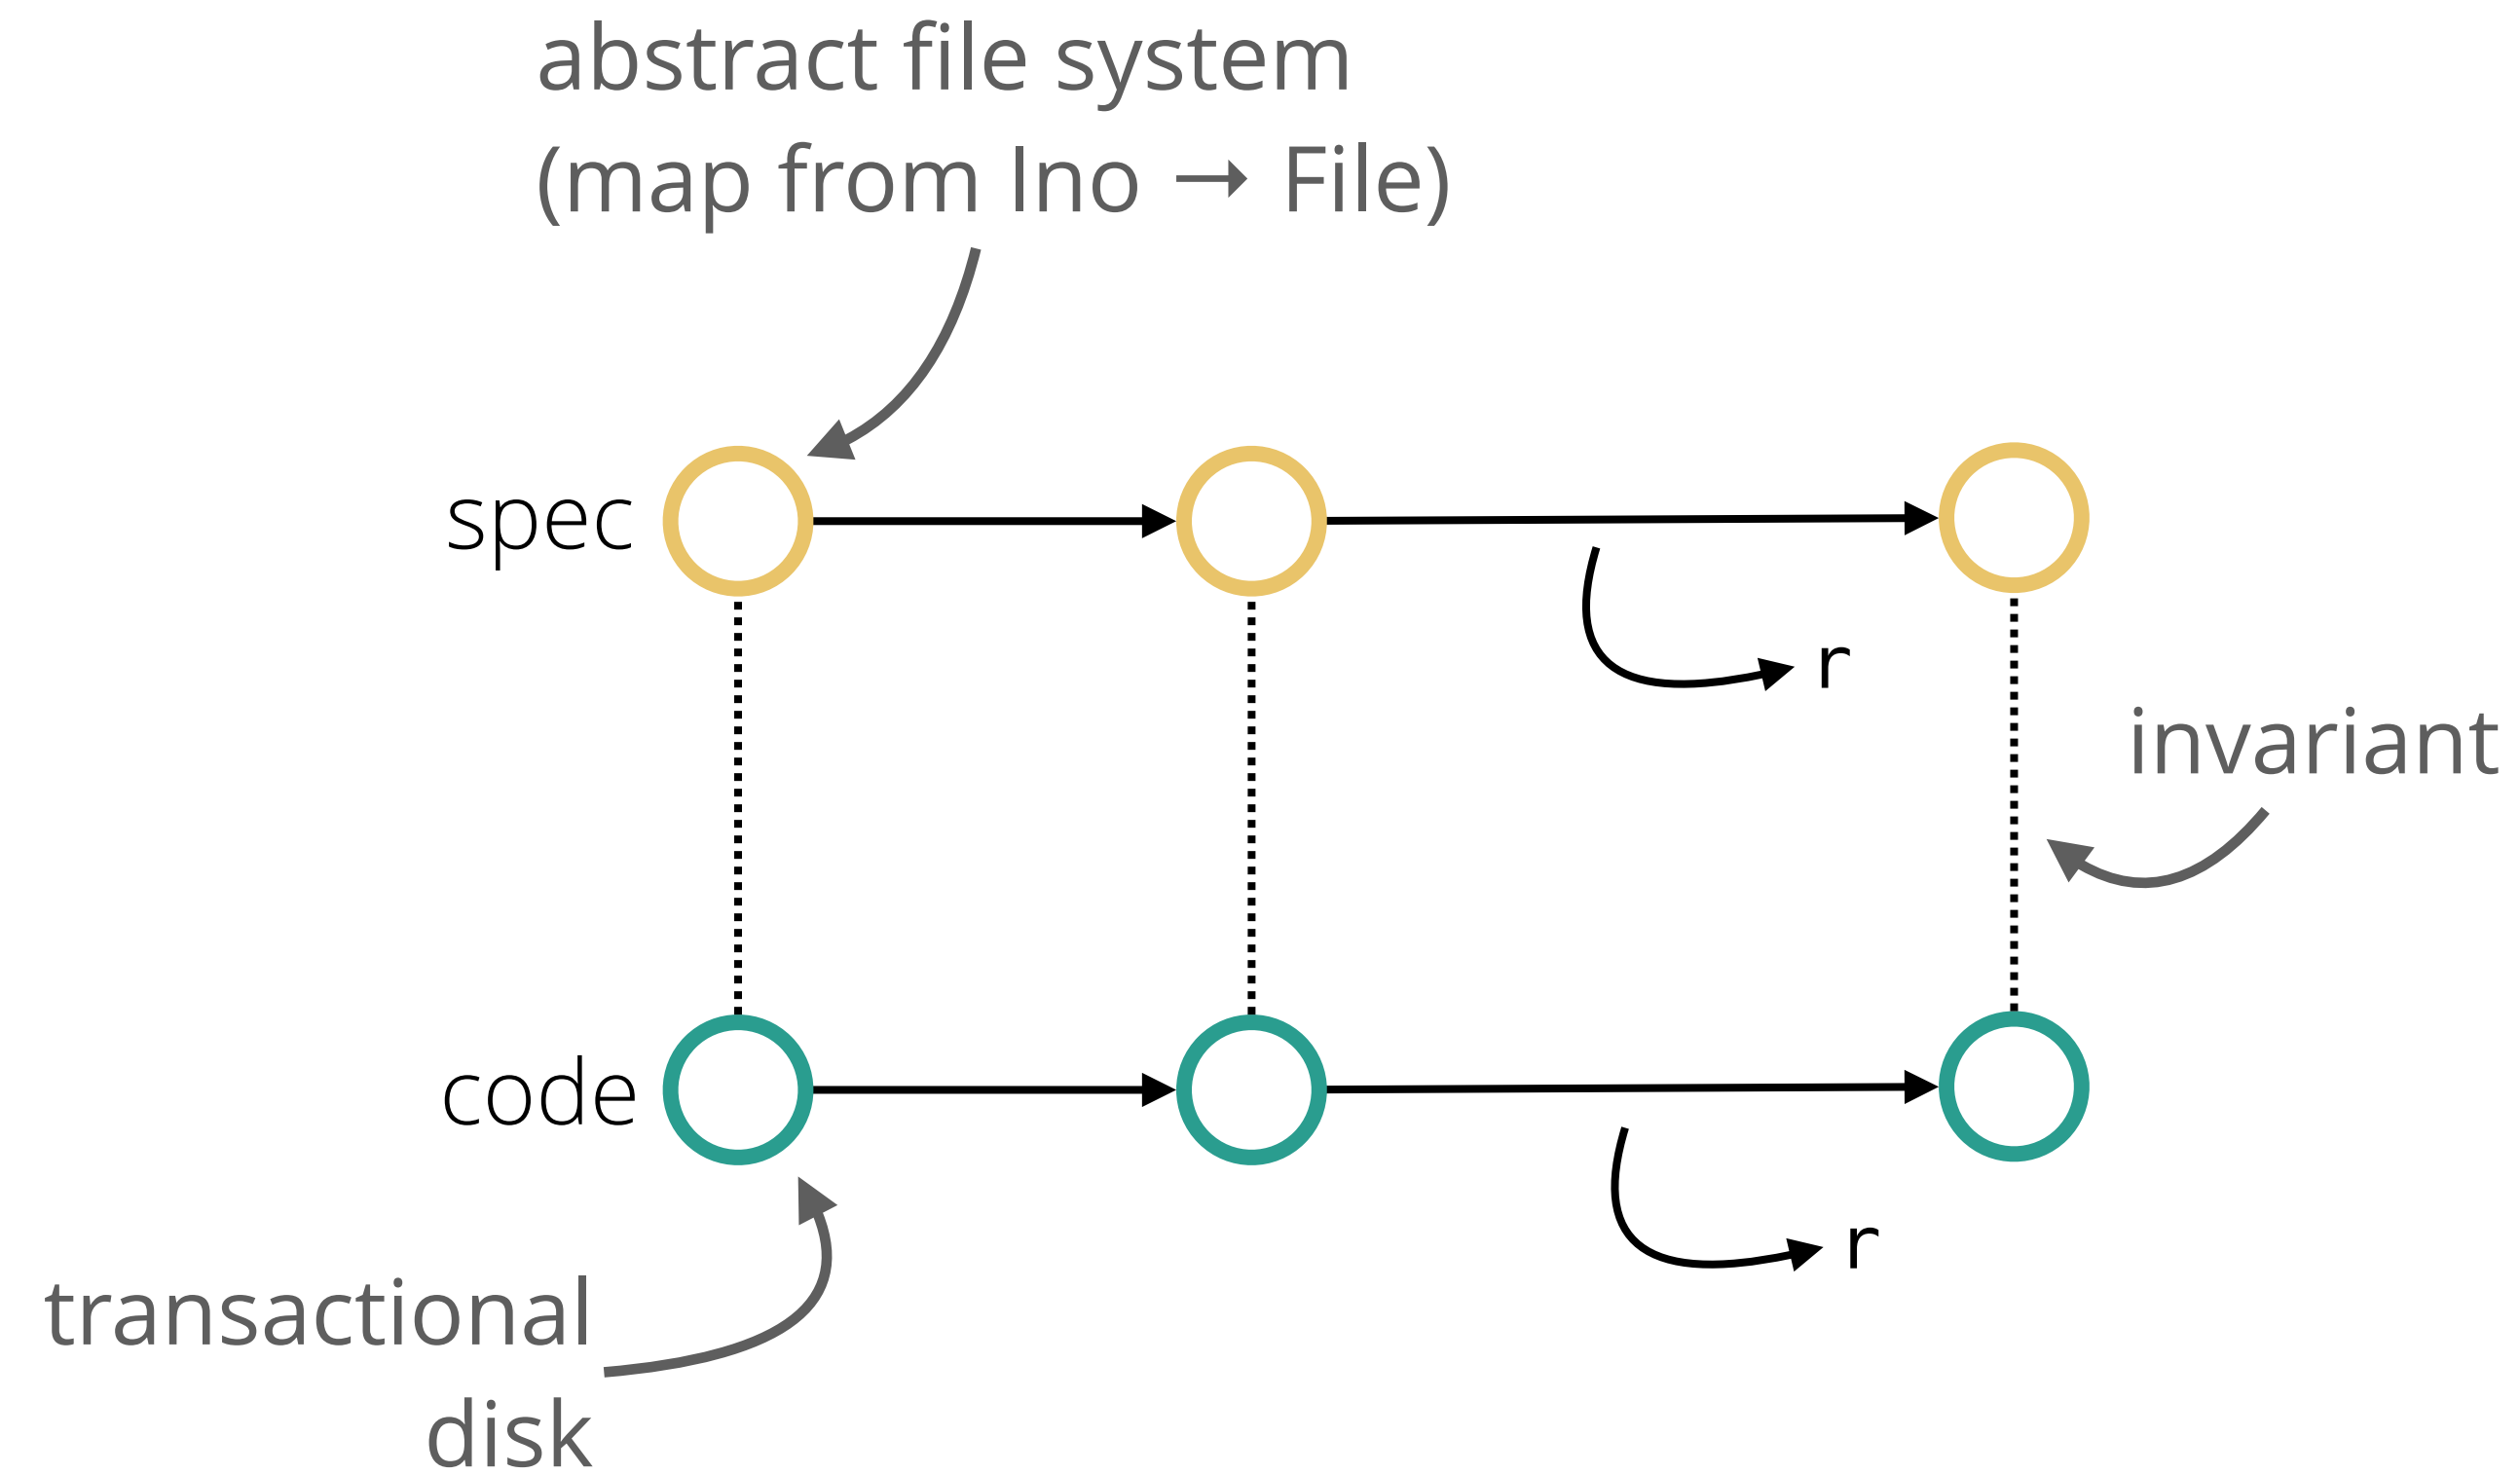 abstract file system
(map from Ino → File)
spec
r
invariant
code
r
transactional
disk